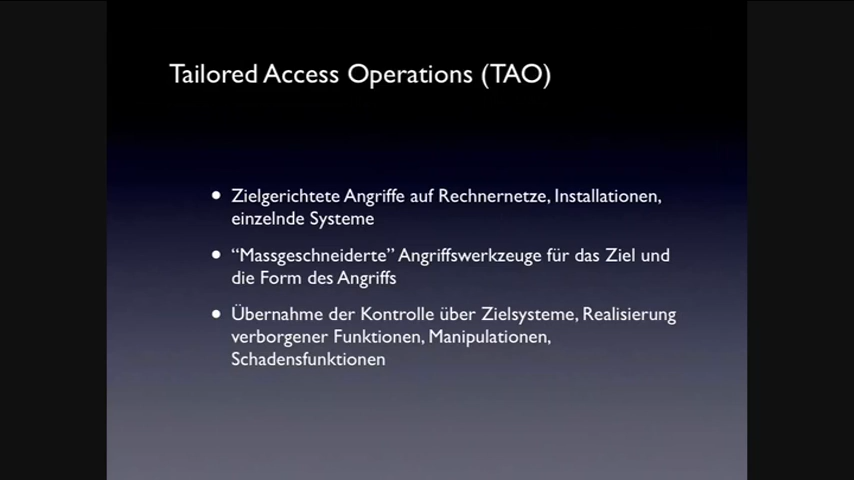 Tailored Access Operations (TAO)
• Zielgerichtete Angriffe auf Rechnernetze, Installationen,
einzelnde Systeme
• “Massgeschneiderte” Angriffswerkzeuge für das Ziel und
die Form des Angriffs
• Übernahme der Kontrolle über Zielsysteme, Realisierung
verborgener Funktionen, Manipulationen,
Schadensfunktionen